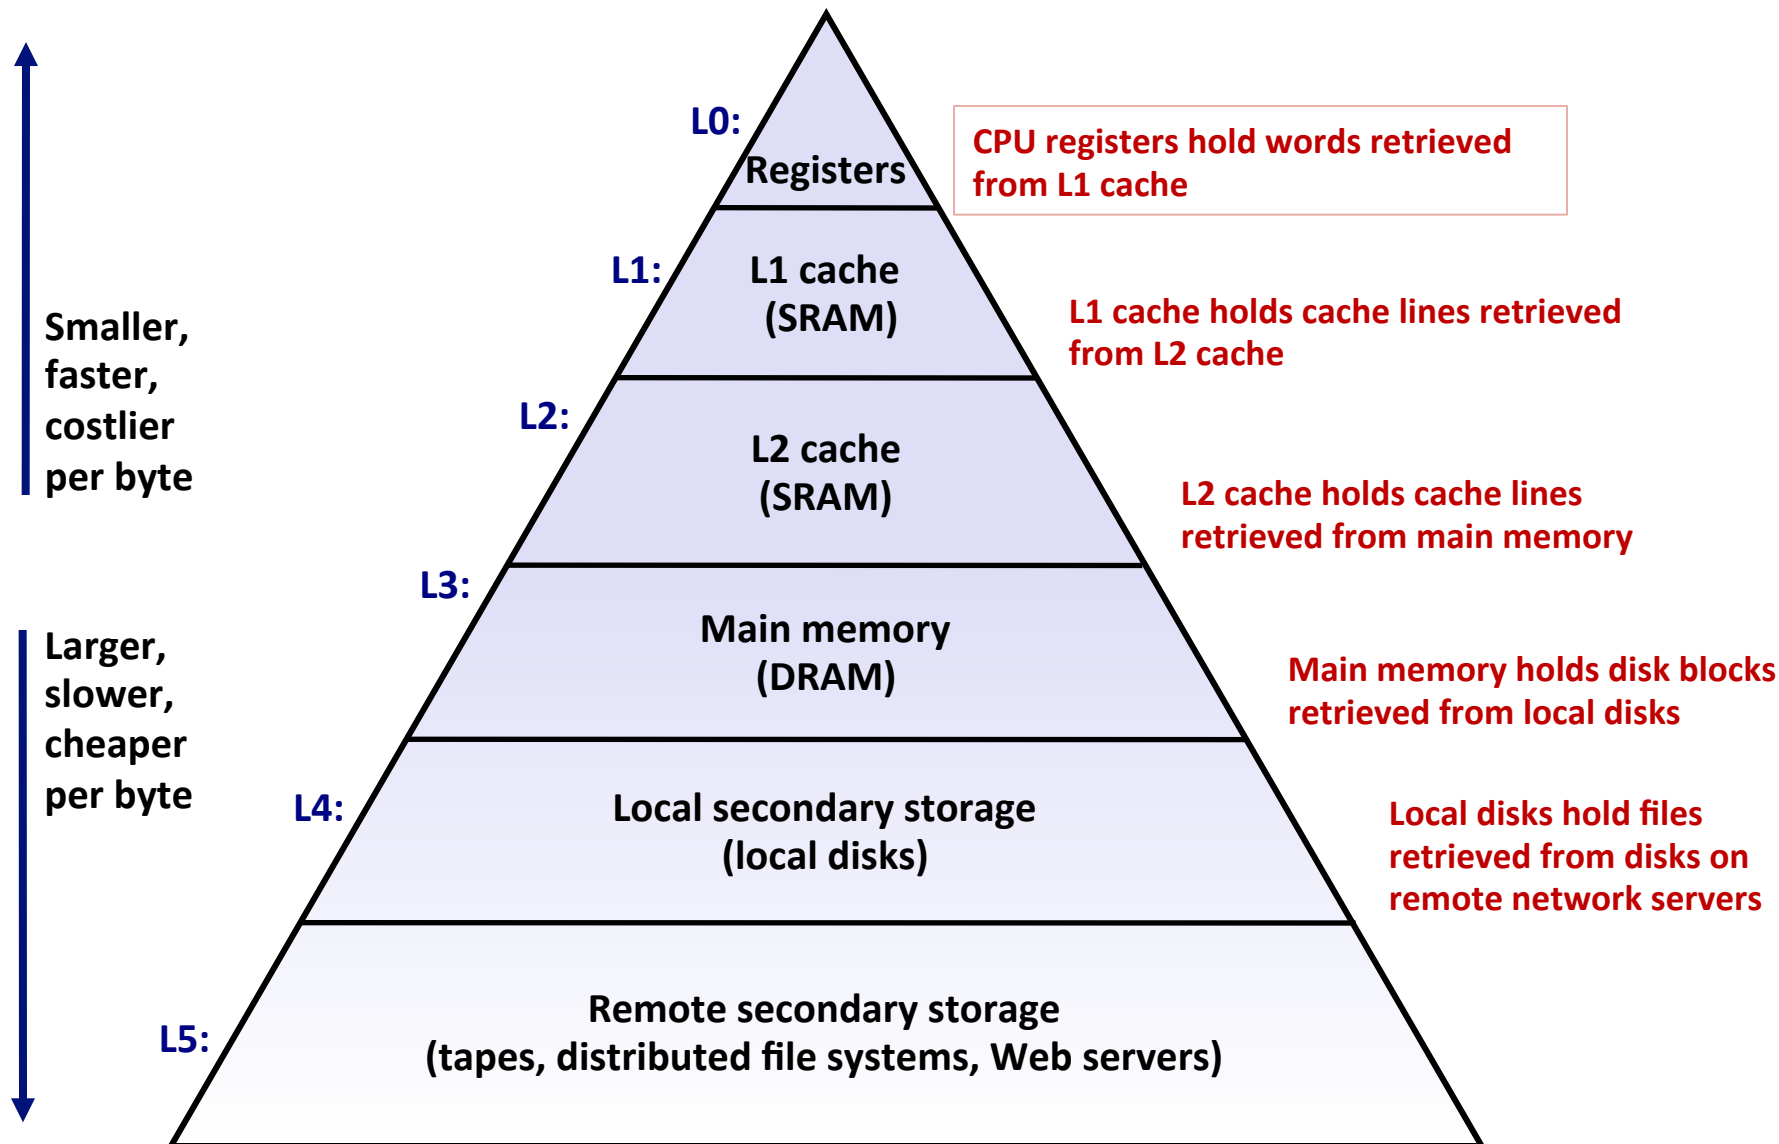 L0:
Registers
CPU registers hold words retrieved
from L1 cache
L1:
L1 cache
(SRAM)
L1 cache holds cache lines retrieved
from L2 cache
Smaller,
faster,
costlier
per byte
L2:
L2 cache
(SRAM)
L2 cache holds cache lines
retrieved from main memory
L3:
Main memory
(DRAM)
Main memory holds disk blocks
retrieved from local disks
Larger,
slower,
cheaper
per byte
L4:
Local secondary storage
(local disks)
Local disks hold files
retrieved from disks on
remote network servers
L5:
Remote secondary storage
(tapes, distributed file systems, Web servers)